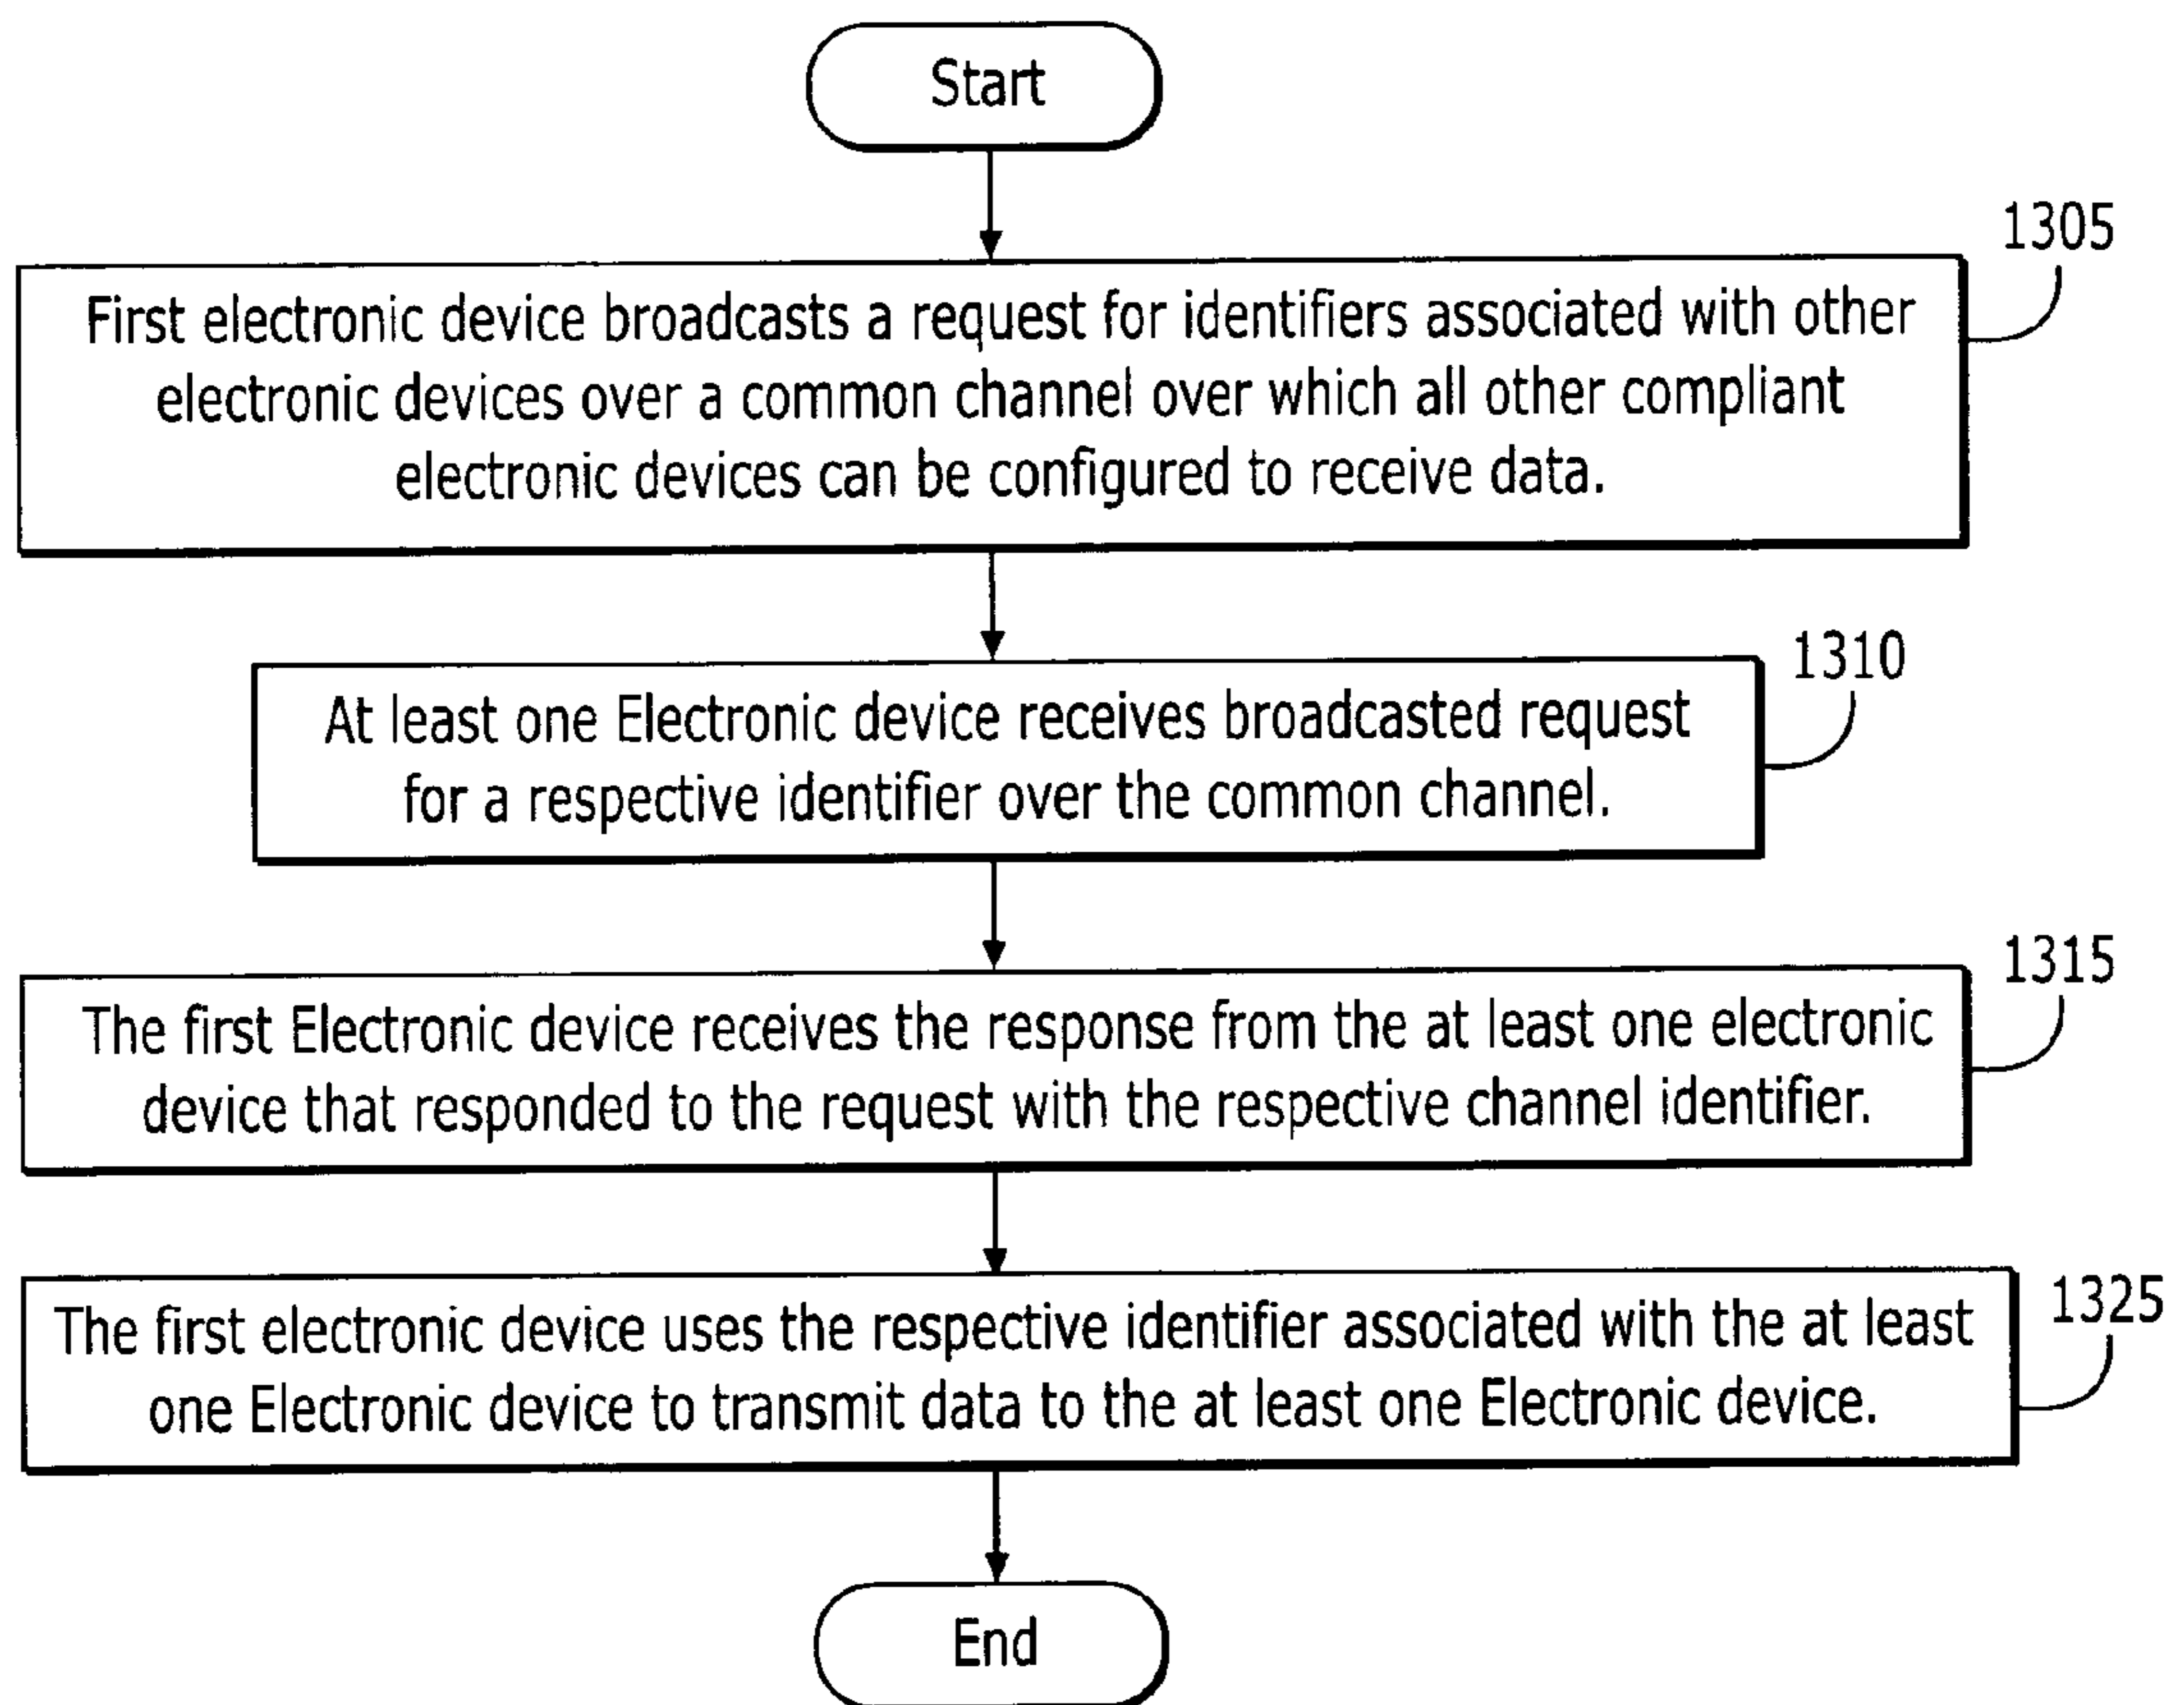 Start
1305
First electronic device broadcasts a request for identifiers associated with other
electronic devices over a common channel over which all other compliant
electronic devices can be configured to receive data.
1310
At least one Electronic device receives broadcasted request
for a respective identifier over the common channel.
1315
The first Electronic device receives the response from the at least one electronic
device that responded to the request with the respective channel identifier.
1325
The first electronic device uses the respective identifier associated with the at least
one Electronic device to transmit data to the at least one Electronic device.
End